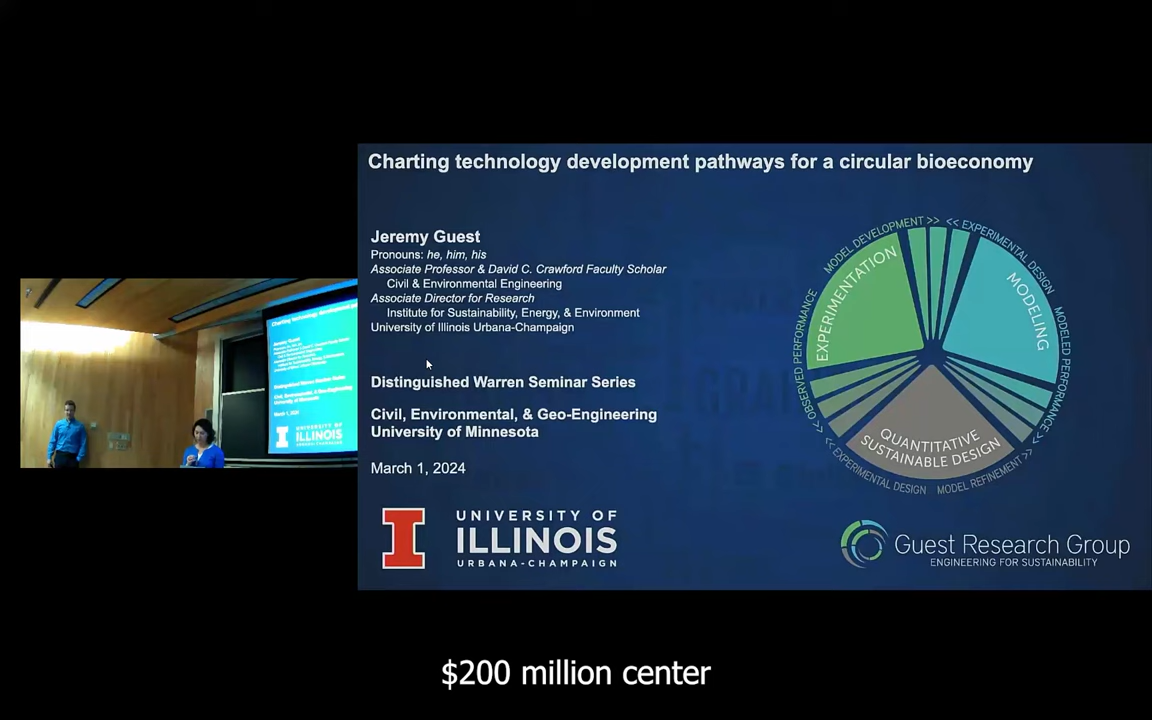 Charting technology development pathways for a circular bioeconomy
Jeremy Guest
Pronouns: he, him, his
Associate Professor & David C. Crawford Faculty Scholar
Civil & Environmental Engineering
Associate Director for Research
Institute for Sustainability, Energy, & Environment
University of Illinois Urbana-Champaign
Distinguished Warren Seminar Series
Civil, Environmental, & Geo-Engineering
University of Minnesota
March 1, 2024
UNIVERSITY OF
ILLINOIS
URBANA-CHAMPAIGN
MODEL DEVELOPMENT >>
<< EXPERIMENTAL DESIGN
EXPERIMENTATION
MODELING
<< OBSERVED PERFORMANCE
MODELED PERFORMANCE >>
QUANTITATIVE
SUSTAINABLE DESIGN
<< EXPERIMENTAL DESIGN
MODEL REFINEMENT >>
Guest Research Group
ENGINEERING FOR SUSTAINABILITY
UNIVERSITY OF
ILLINOIS
$200 million center